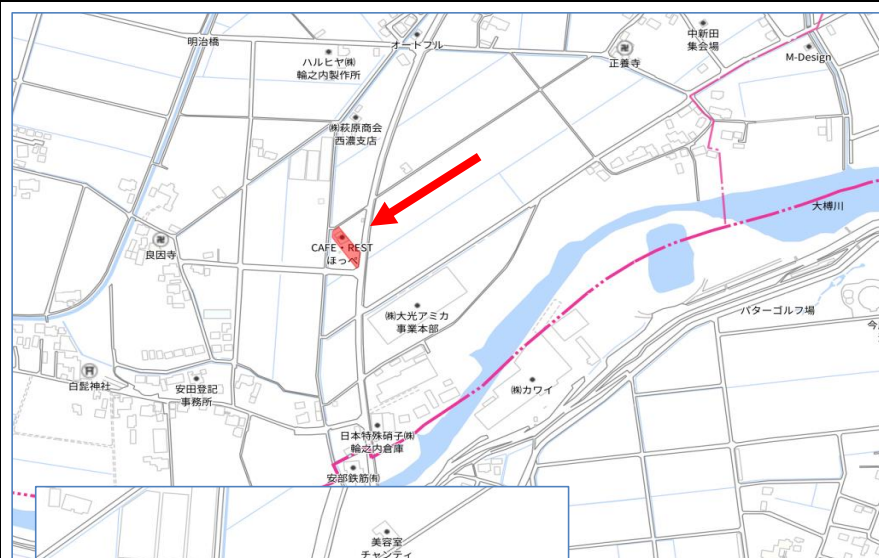 明治橋
オートフル
中新田
集会場
ハルヒヤ㈱
輪之内製作所
正養寺
M-Design
㈱萩原商会
西濃支店
大榑川
CAFE・REST
ほっぺ
良因寺
㈱大光アミカ
事業本部
パターゴルフ場
白髭神社
安田登記
事務所
㈱カワイ
日本特殊硝子㈱
輪之内倉庫
安部鉄筋㈲
美容室
チャンティ